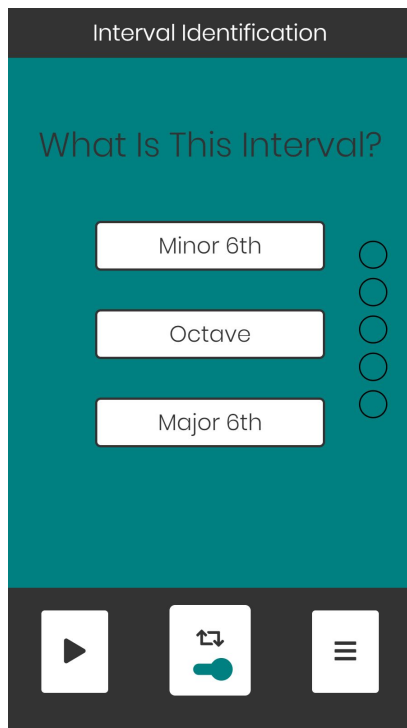 Interval Identification
What Is This Interval?
Minor 6th
Octave
Major 6th